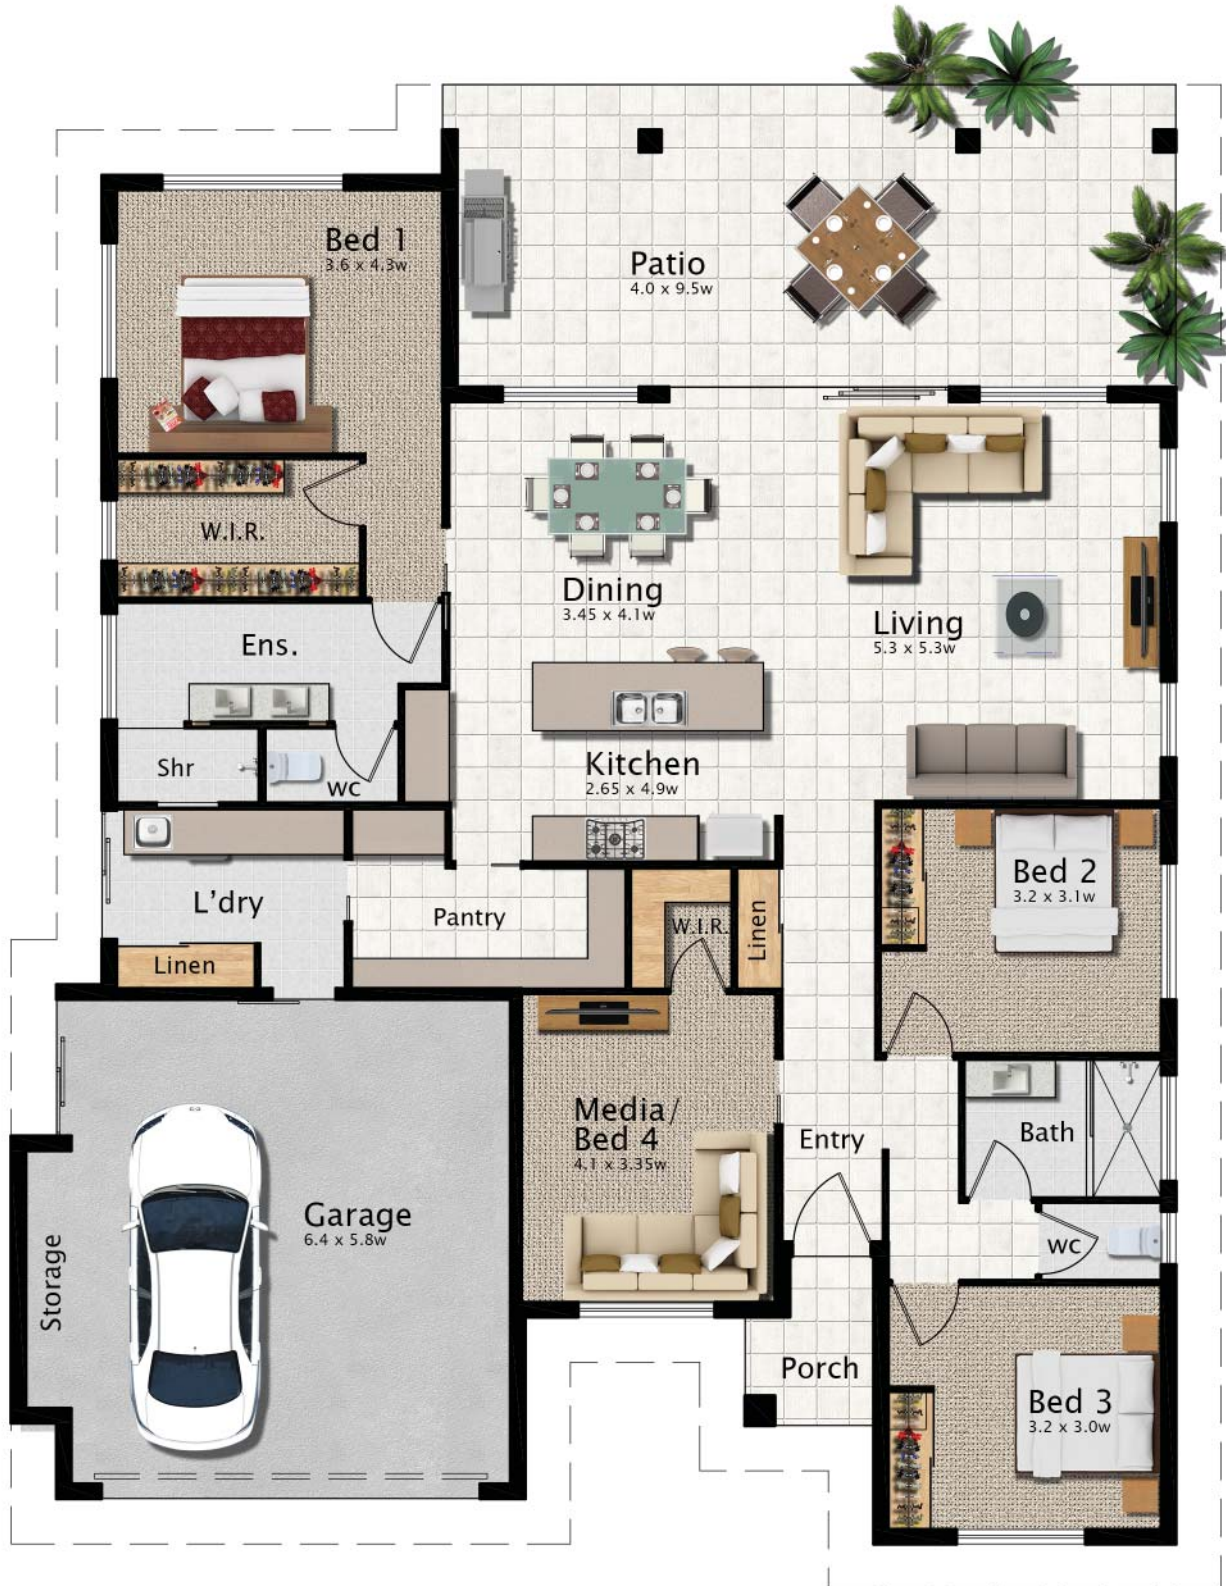 Bed 1
3.6 x 4.3w
Patio
4.0 x 9.5w
W.I.R.
Dining
3.45 x 4.1w
Living
5.3 x 5.3w
Ens.
Shr
WC
Kitchen
2.65 x 4.9w
L'dry
Linen
Pantry
W.I.R.
Linen
Bed 2
3.2 x 3.1w
Media/
Bed 4
4.1 x 3.35w
Entry
Bath
WC
Garage
6.4 x 5.8w
Storage
Porch
Bed 3
3.2 x 3.0w